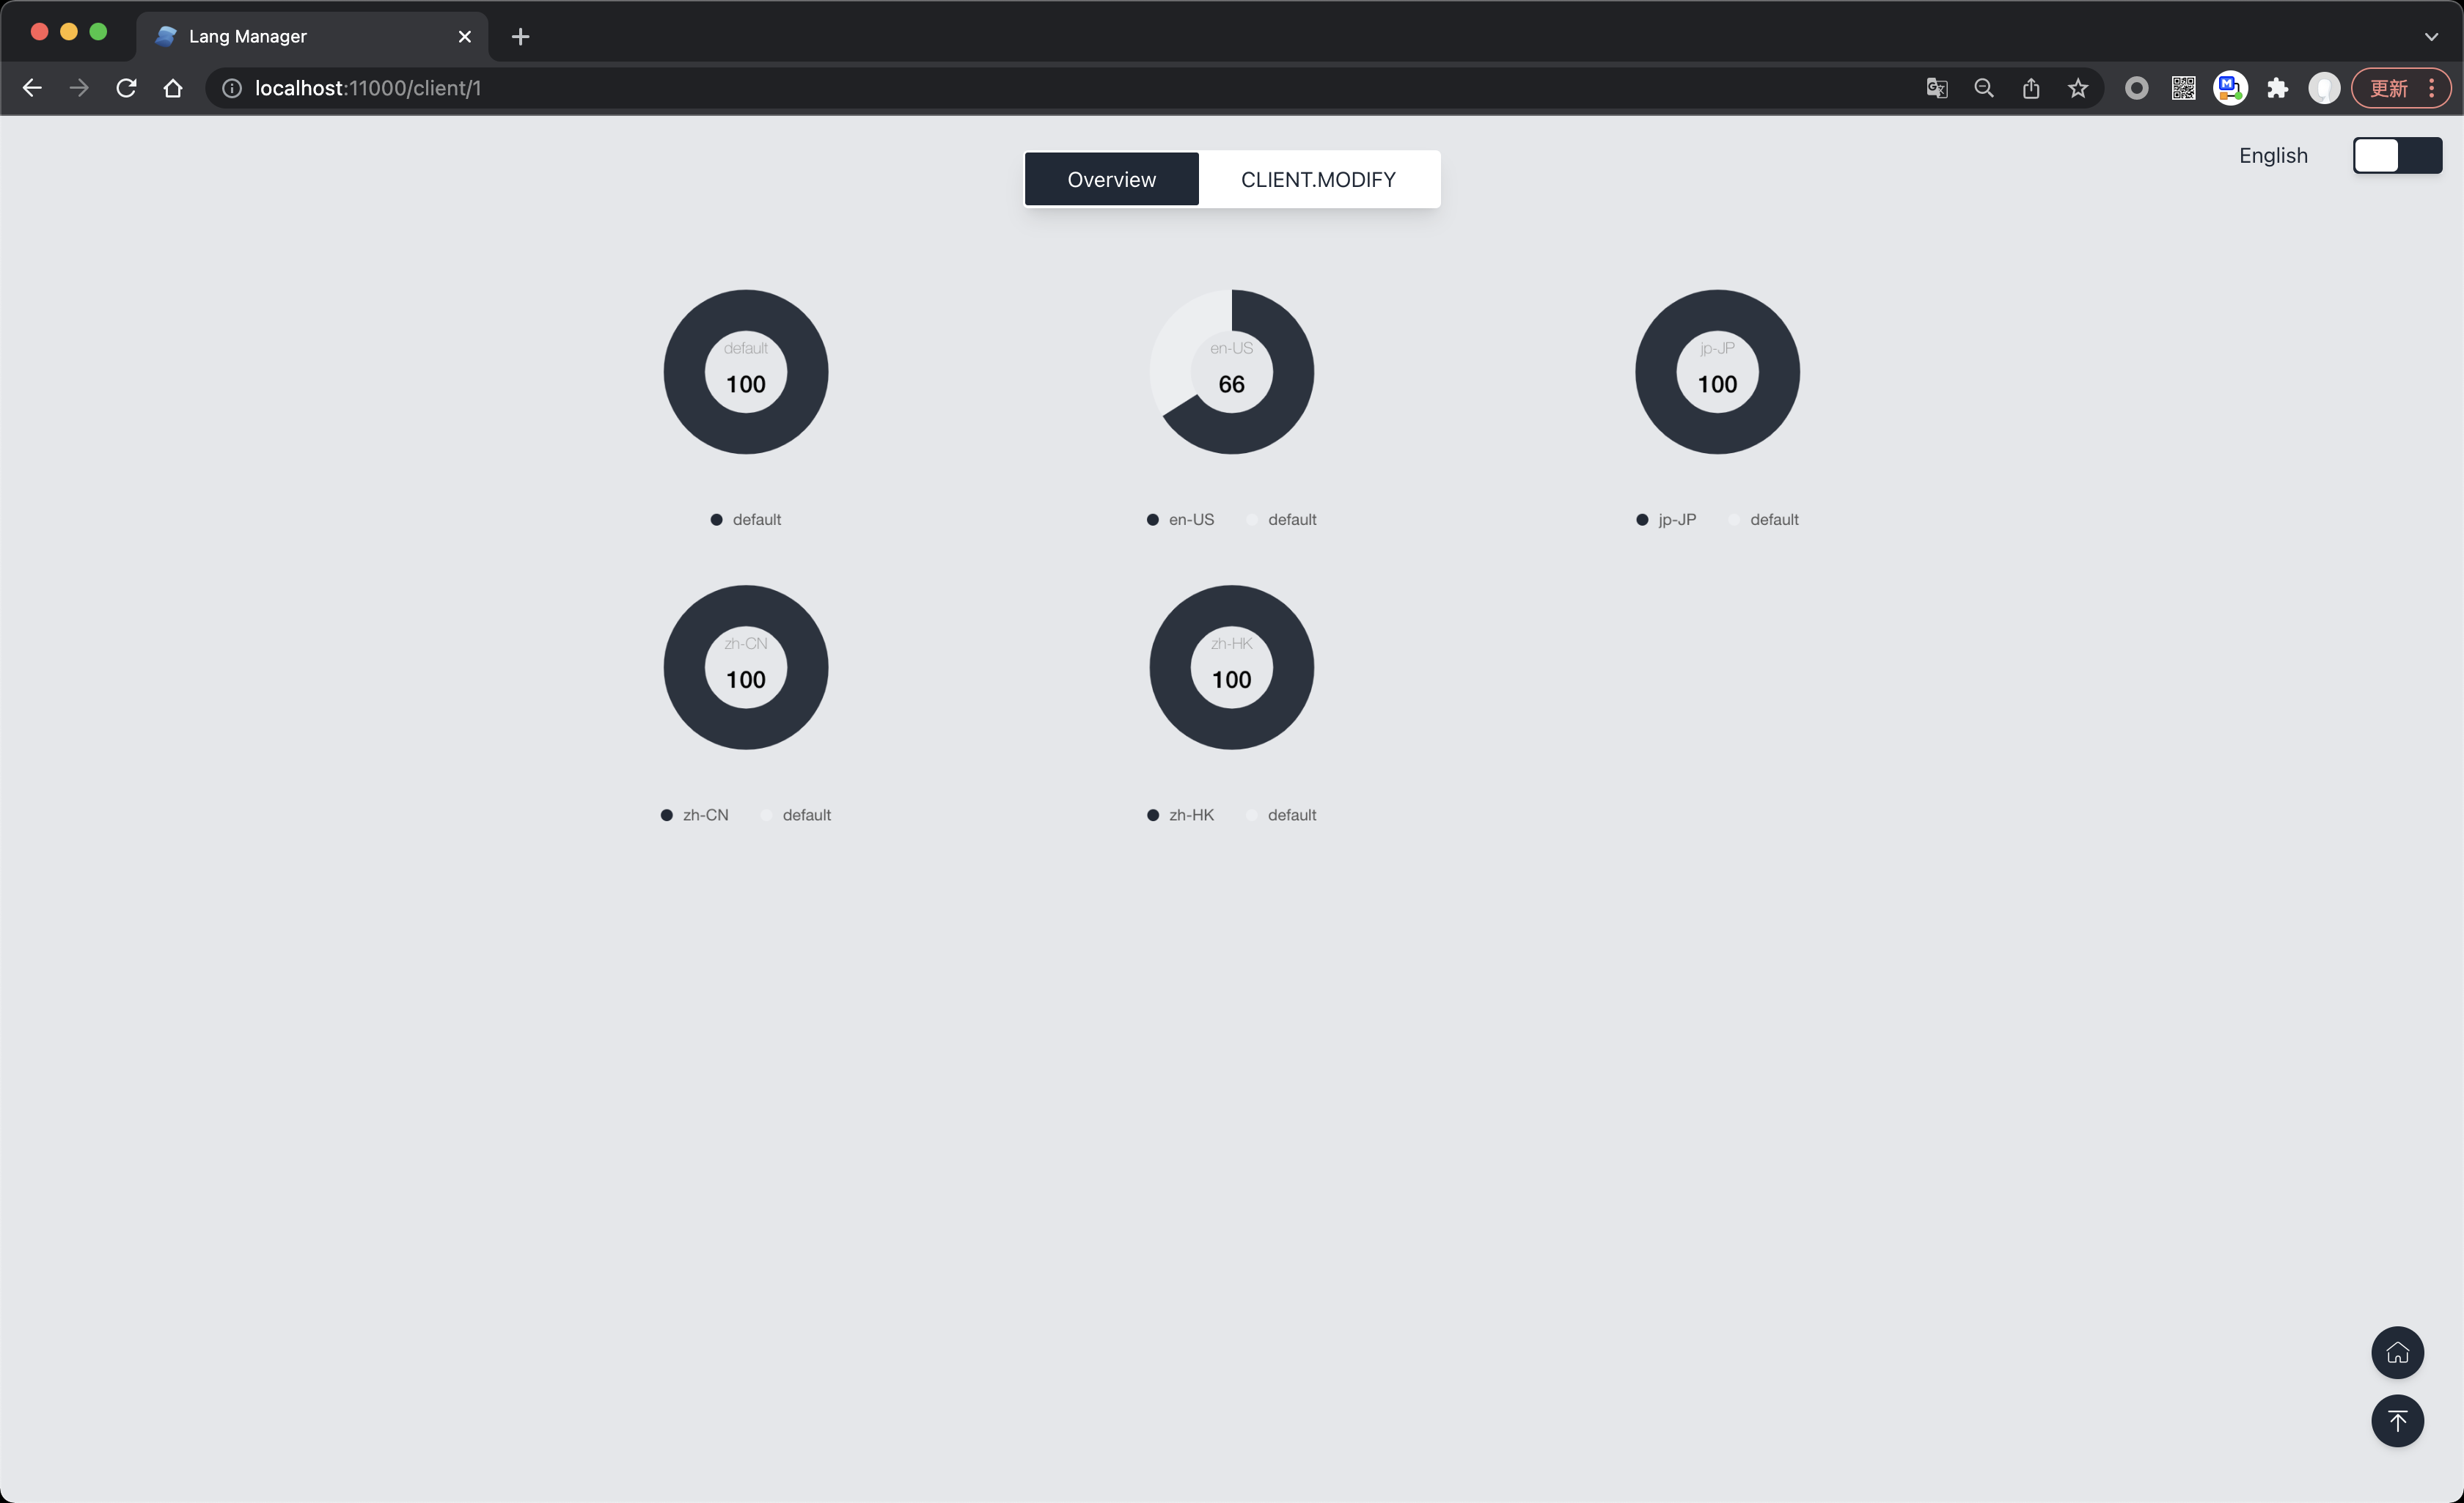 Lang Manager
localhost:11000/client/1
更新
English
Overview
CLIENT.MODIFY
default
100
en-US
66
jp-JP
100
default
en-US default
jp-JP default
zh-CN
100
zh-HK
100
zh-CN default
zh-HK default